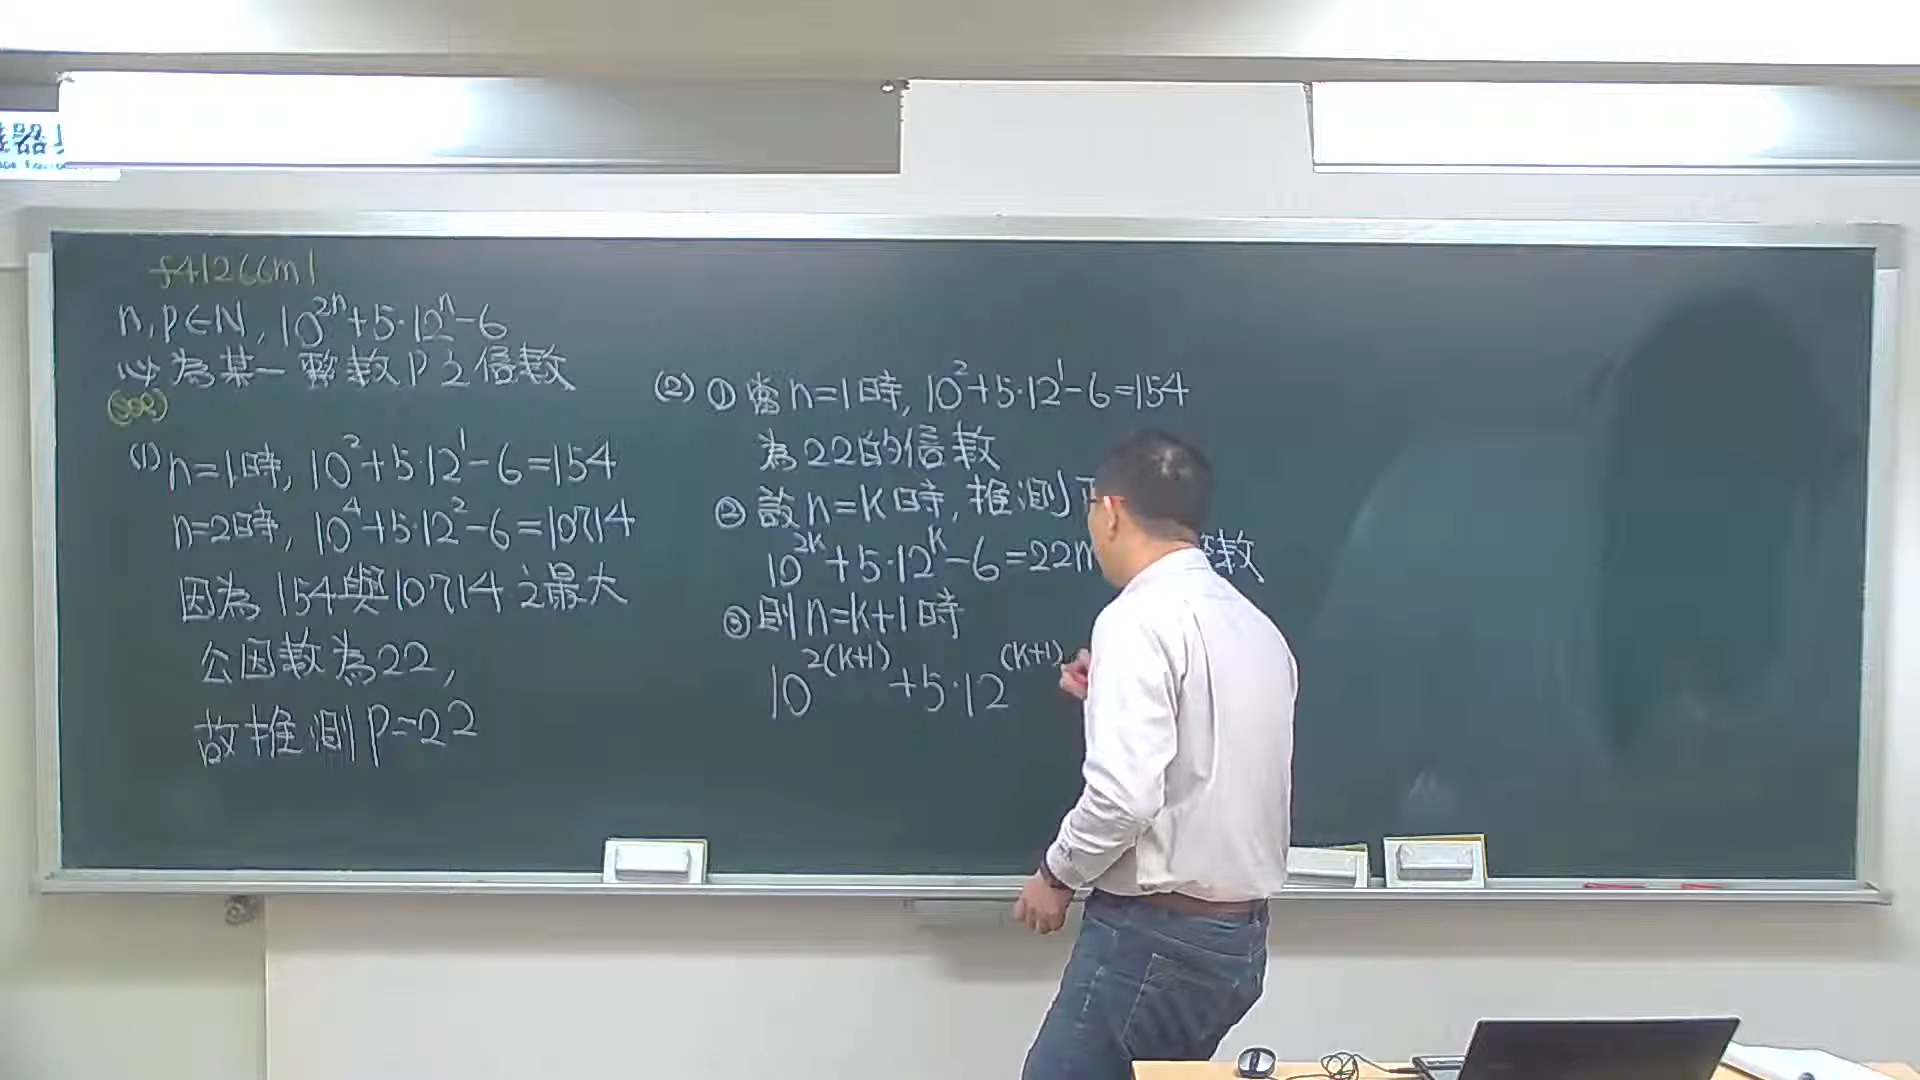 器
f41266m1
n,p∈N, 10^{2n}+5·12^n-6
必為某一整數P之倍數
(sol)
(1) n=1時, 10^2+5·12^1-6=154
n=2時, 10^4+5·12^2-6=10714
因為154與10714之最大
公因數為22,
故推測P=22
(2) ① 當n=1時, 10^2+5·12^1-6=154
為22的倍數
② 設n=k時, 推測
10^{2k}+5·12^k-6=22m 數
③ 則n=k+1時
10^{2(k+1)}+5·12^{(k+1)}